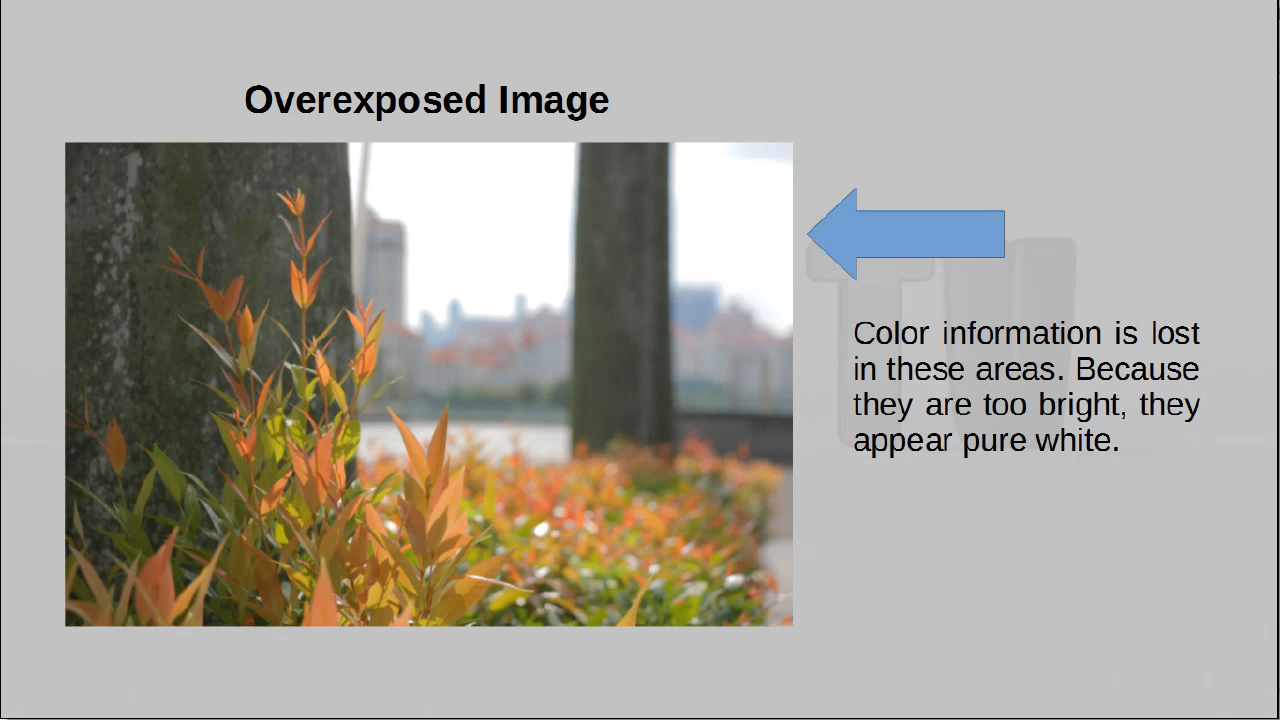 Overexposed Image
Color information is lost
in these areas. Because
they are too bright, they
appear pure white.